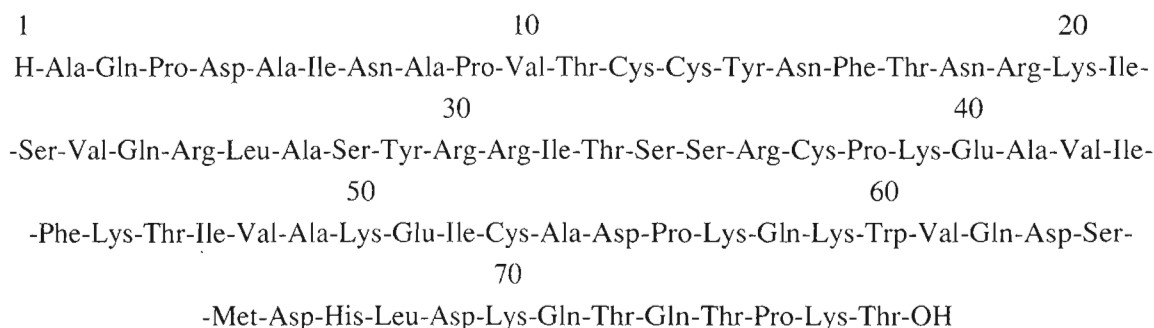 1 10 20
H-Ala-Gln-Pro-Asp-Ala-Ile-Asn-Ala-Pro-Val-Thr-Cys-Cys-Tyr-Asn-Phe-Thr-Asn-Arg-Lys-Ile-
30 40
-Ser-Val-Gln-Arg-Leu-Ala-Ser-Tyr-Arg-Arg-Ile-Thr-Ser-Ser-Arg-Cys-Pro-Lys-Glu-Ala-Val-Ile-
50 60
-Phe-Lys-Thr-Ile-Val-Ala-Lys-Glu-Ile-Cys-Ala-Asp-Pro-Lys-Gln-Lys-Trp-Val-Gln-Asp-Ser-
70
-Met-Asp-His-Leu-Asp-Lys-Gln-Thr-Gln-Thr-Pro-Lys-Thr-OH